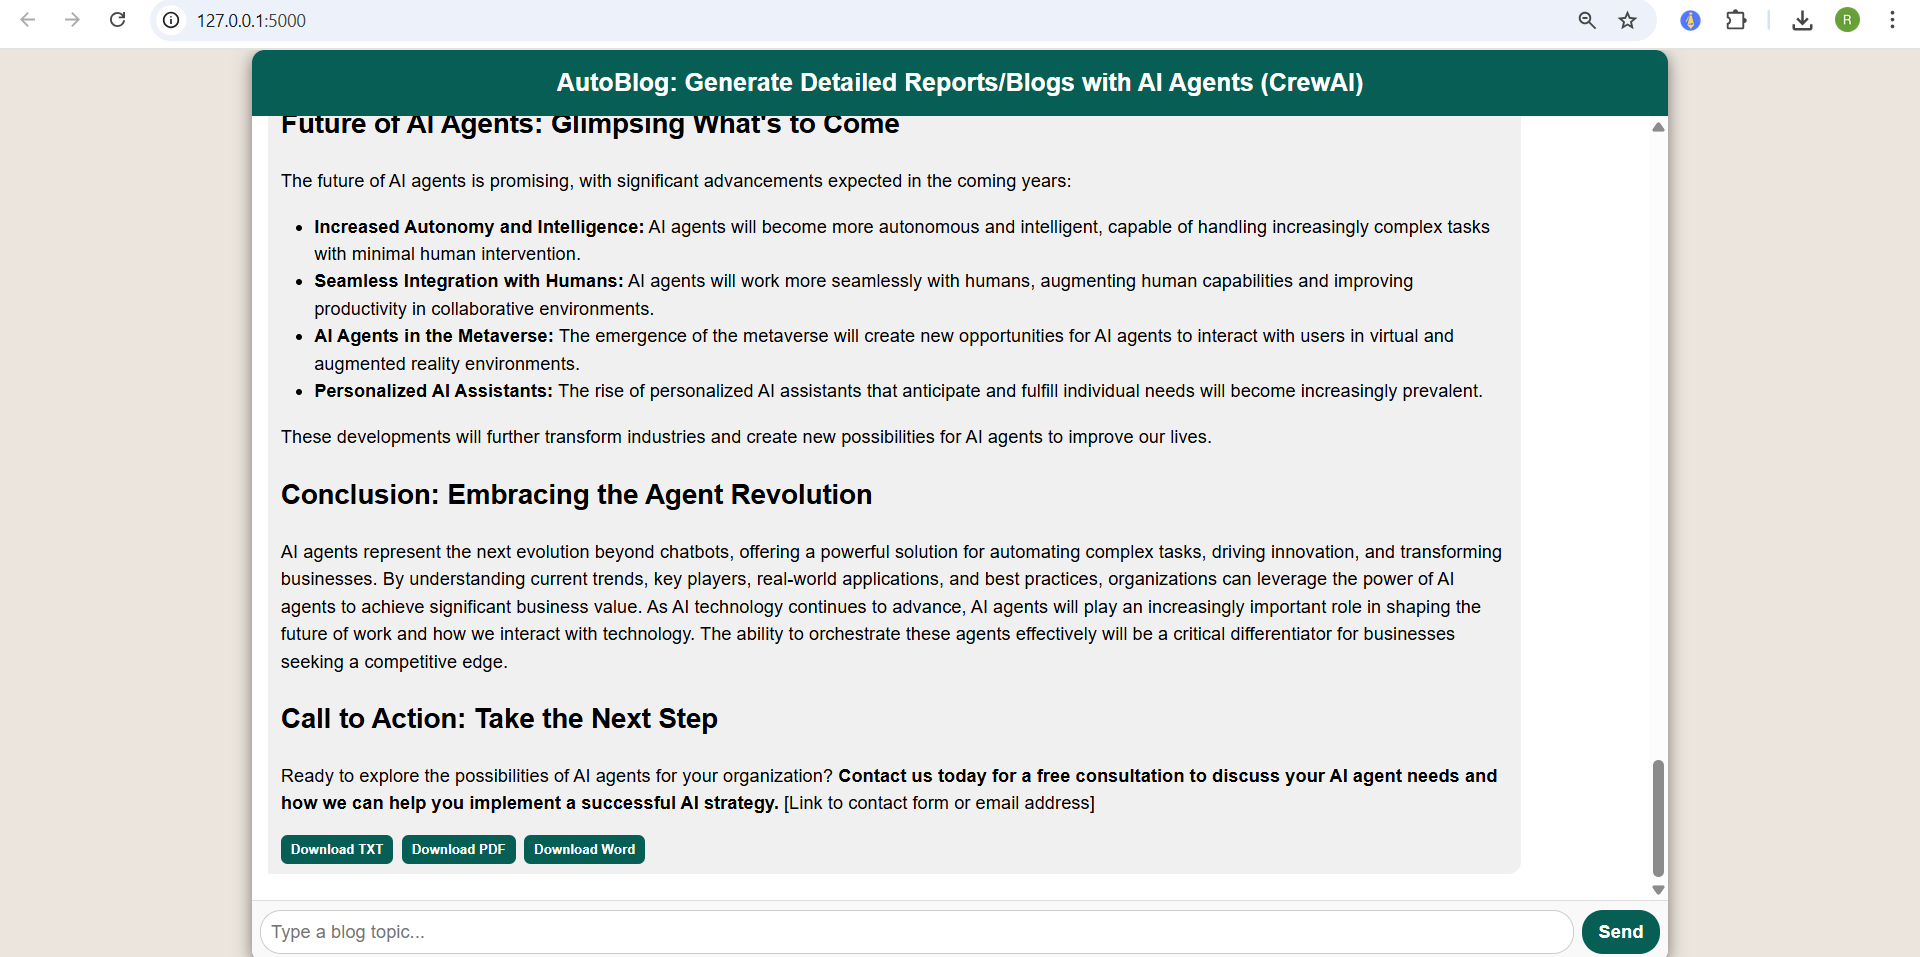 127.0.0.1:5000
R
AutoBlog: Generate Detailed Reports/Blogs with AI Agents (CrewAI)
Future of AI Agents: Glimpsing What's to Come
The future of AI agents is promising, with significant advancements expected in the coming years:
• Increased Autonomy and Intelligence: AI agents will become more autonomous and intelligent, capable of handling increasingly complex tasks
with minimal human intervention.
• Seamless Integration with Humans: AI agents will work more seamlessly with humans, augmenting human capabilities and improving
productivity in collaborative environments.
• AI Agents in the Metaverse: The emergence of the metaverse will create new opportunities for AI agents to interact with users in virtual and
augmented reality environments.
• Personalized AI Assistants: The rise of personalized AI assistants that anticipate and fulfill individual needs will become increasingly prevalent.
These developments will further transform industries and create new possibilities for AI agents to improve our lives.
Conclusion: Embracing the Agent Revolution
AI agents represent the next evolution beyond chatbots, offering a powerful solution for automating complex tasks, driving innovation, and transforming
businesses. By understanding current trends, key players, real-world applications, and best practices, organizations can leverage the power of AI
agents to achieve significant business value. As AI technology continues to advance, AI agents will play an increasingly important role in shaping the
future of work and how we interact with technology. The ability to orchestrate these agents effectively will be a critical differentiator for businesses
seeking a competitive edge.
Call to Action: Take the Next Step
Ready to explore the possibilities of AI agents for your organization? Contact us today for a free consultation to discuss your AI agent needs and
how we can help you implement a successful AI strategy. [Link to contact form or email address]
Download TXT Download PDF Download Word
Type a blog topic... Send